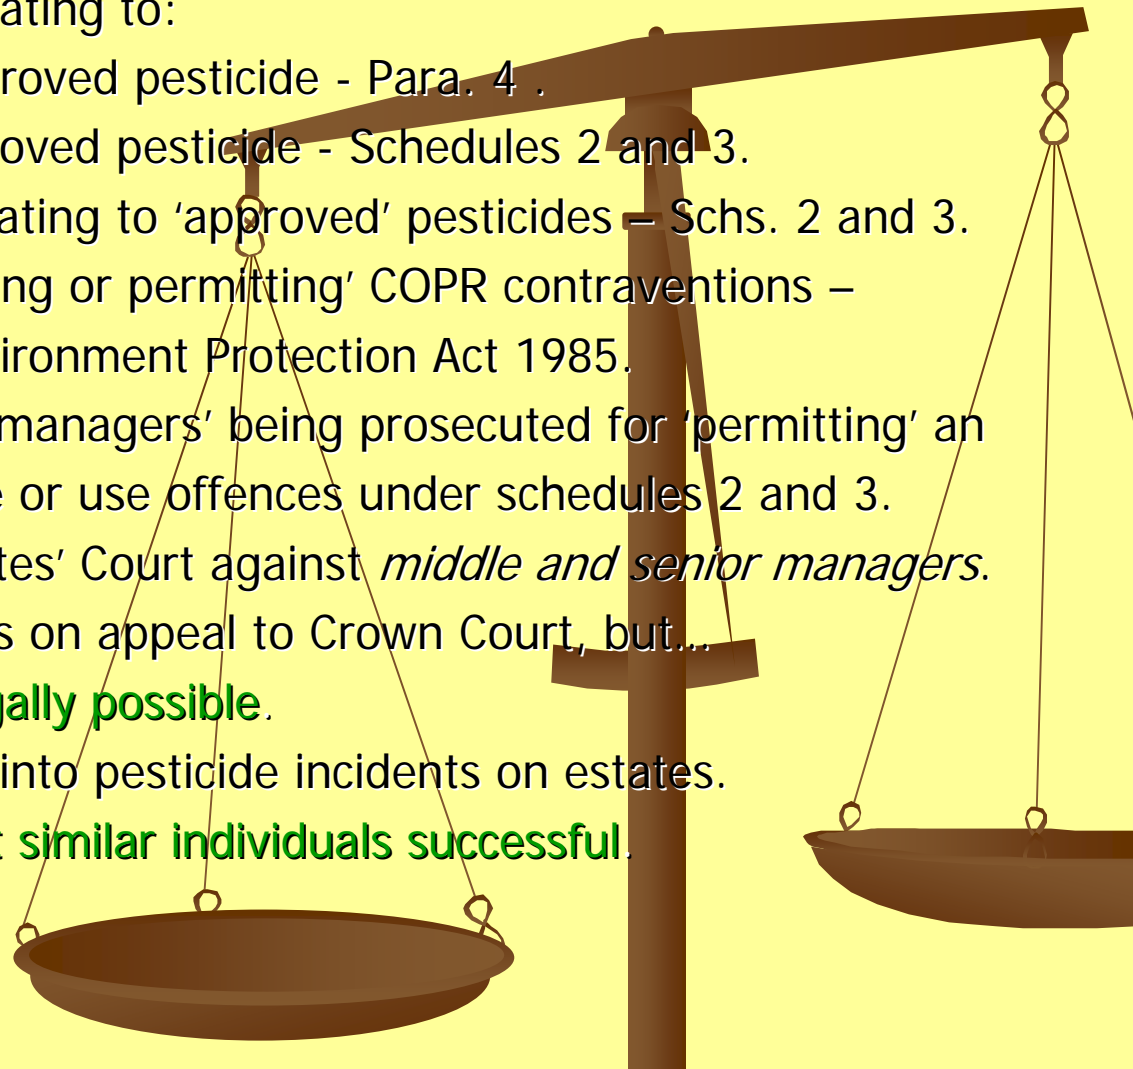 ating to:
roved pesticide - Para. 4 .
oved pesticide - Schedules 2 and 3.
ating to ‘approved’ pesticides – Schs. 2 and 3.
ng or permitting’ COPR contraventions –
ironment Protection Act 1985.
managers’ being prosecuted for ‘permitting’ an
e or use offences under schedules 2 and 3.
tes’ Court against middle and senior managers.
s on appeal to Crown Court, but...
gally possible.
into pesticide incidents on estates.
t similar individuals successful.